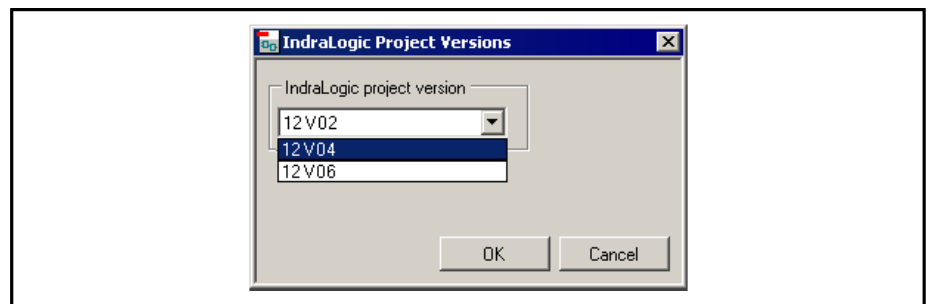 IndraLogic Project Versions
IndraLogic project version
12V02
12V04
12V06
OK Cancel